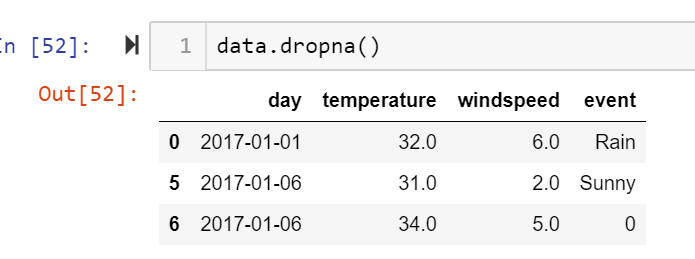 In [52]: 1 data.dropna()
Out[52]:
day temperature windspeed event
0 2017-01-01 32.0 6.0 Rain
5 2017-01-06 31.0 2.0 Sunny
6 2017-01-06 34.0 5.0 0